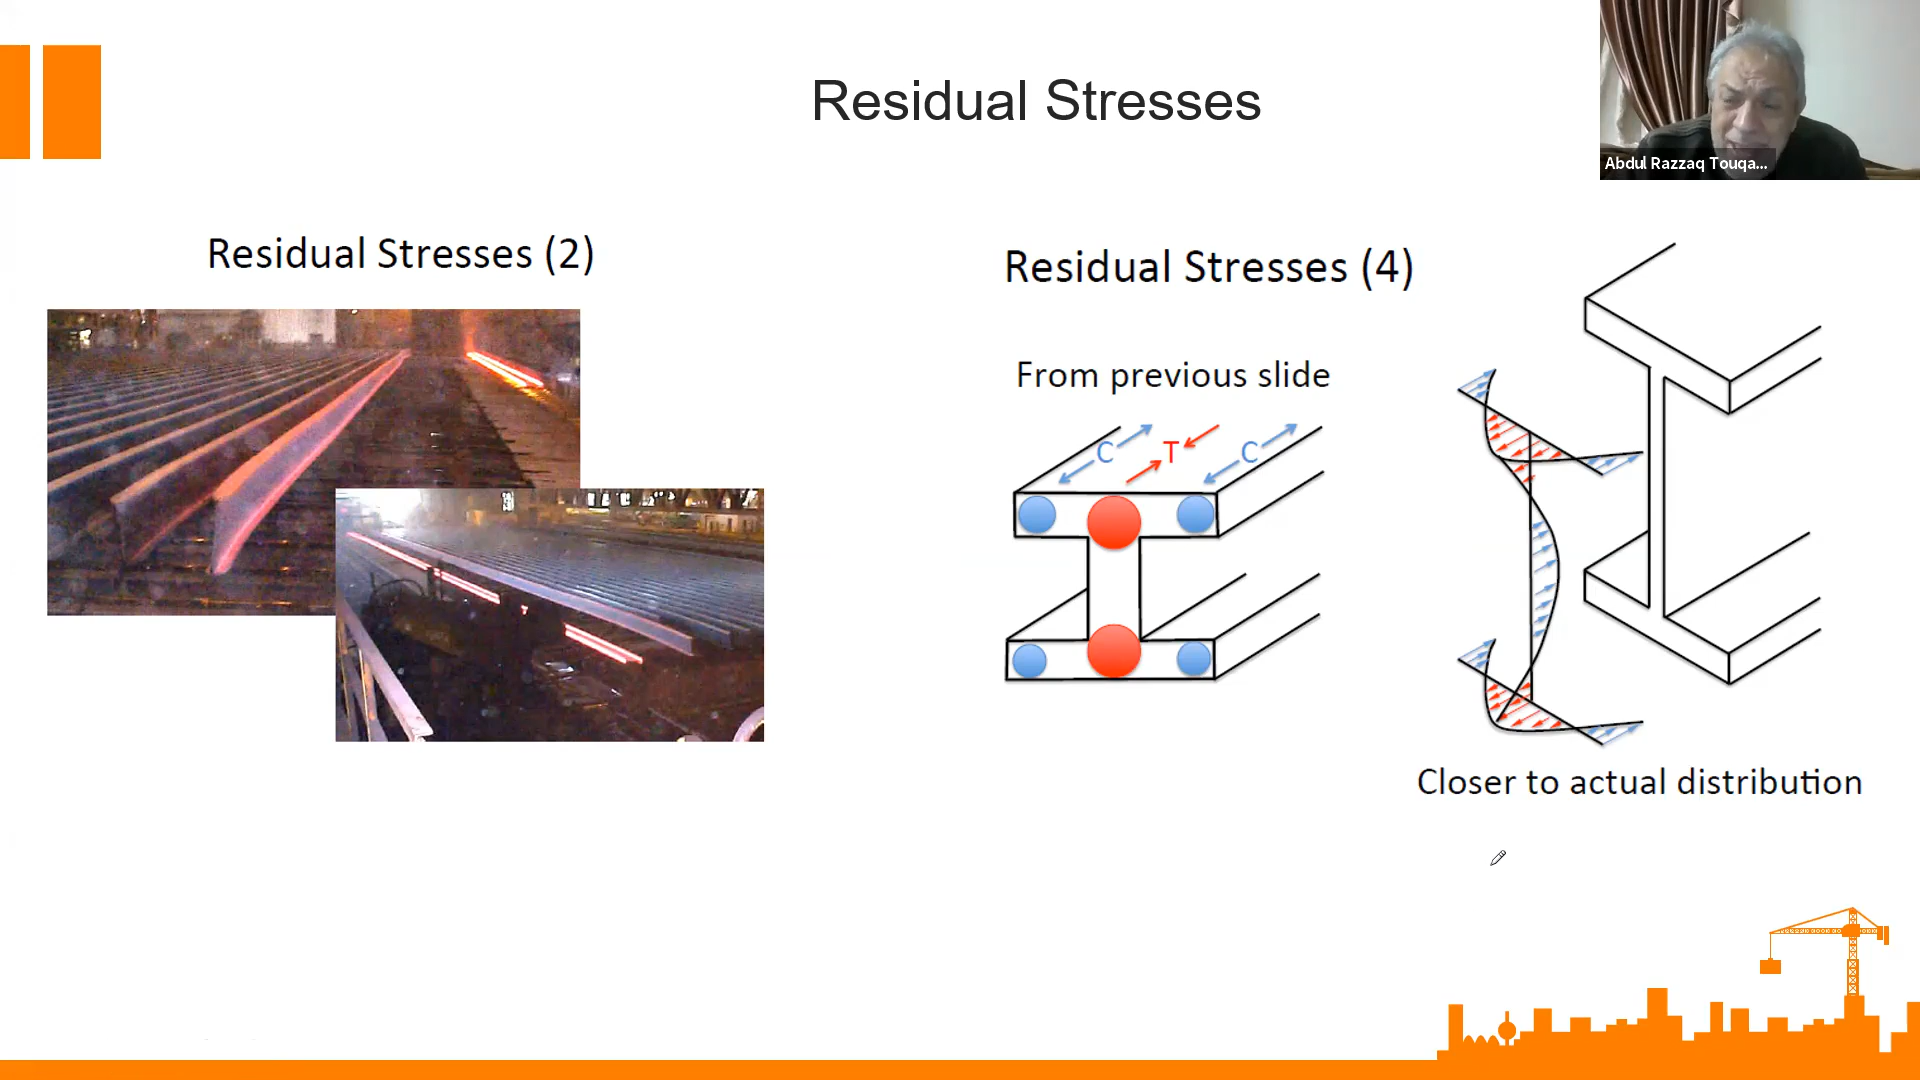 Residual Stresses
Abdul Razzaq Touqa...
Residual Stresses (2)
Residual Stresses (4)
From previous slide
C T C
Closer to actual distribution